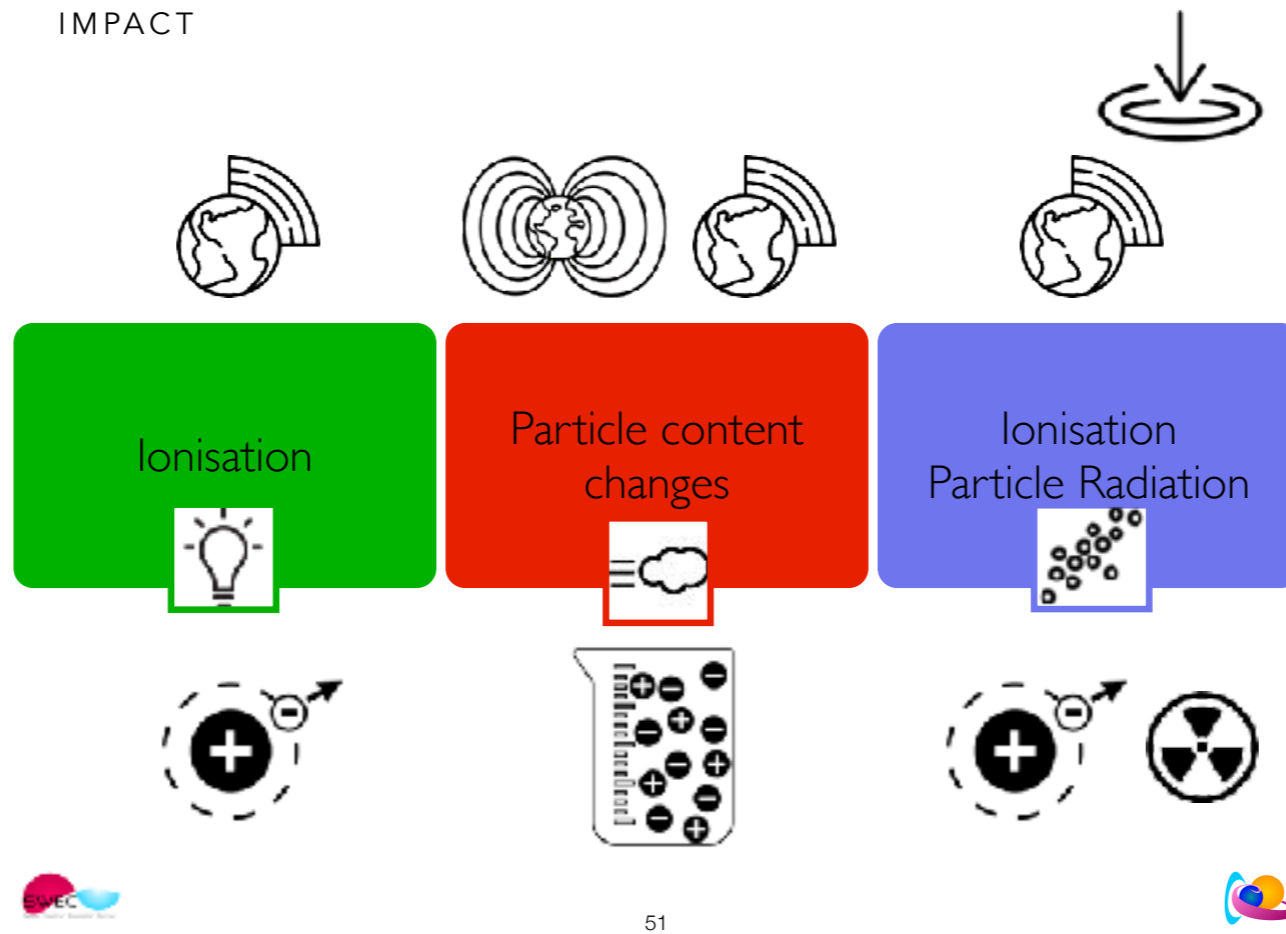 IMPACT
Ionisation
Particle content
changes
Ionisation
Particle Radiation
SWEC
51